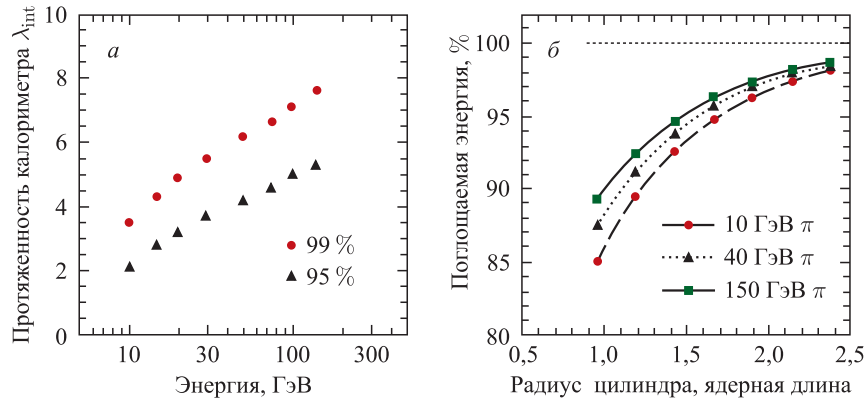 Протяженность калориметра λint
10
8
6
4
2
0
а
99 %
95 %
10
30
100
300
Энергия, ГэВ
Поглощаемая энергия, %
100
95
90
85
80
б
10 ГэВ π
40 ГэВ π
150 ГэВ π
0,5
1,0
1,5
2,0
2,5
Радиус цилиндра, ядерная длина